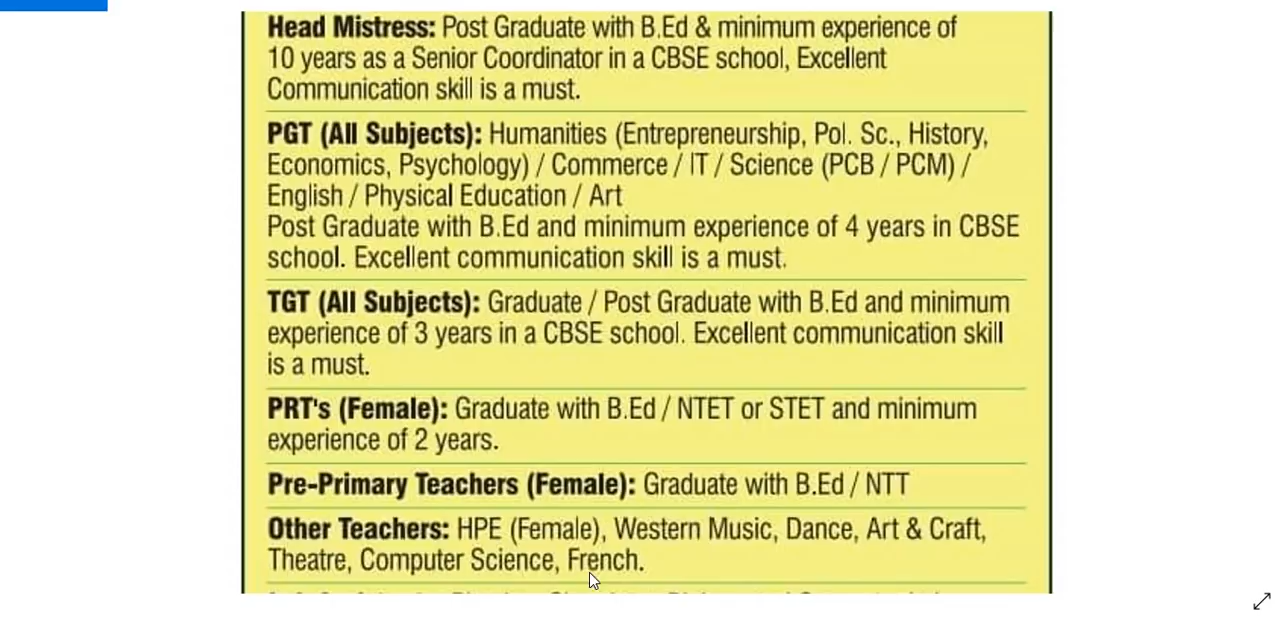 Head Mistress: Post Graduate with B.Ed & minimum experience of
10 years as a Senior Coordinator in a CBSE school, Excellent
Communication skill is a must.
PGT (All Subjects): Humanities (Entrepreneurship, Pol. Sc., History,
Economics, Psychology) / Commerce / IT / Science (PCB / PCM) /
English / Physical Education / Art
Post Graduate with B.Ed and minimum experience of 4 years in CBSE
school. Excellent communication skill is a must.
TGT (All Subjects): Graduate / Post Graduate with B.Ed and minimum
experience of 3 years in a CBSE school. Excellent communication skill
is a must.
PRT's (Female): Graduate with B.Ed / NTET or STET and minimum
experience of 2 years.
Pre-Primary Teachers (Female): Graduate with B.Ed / NTT
Other Teachers: HPE (Female), Western Music, Dance, Art & Craft,
Theatre, Computer Science, French.